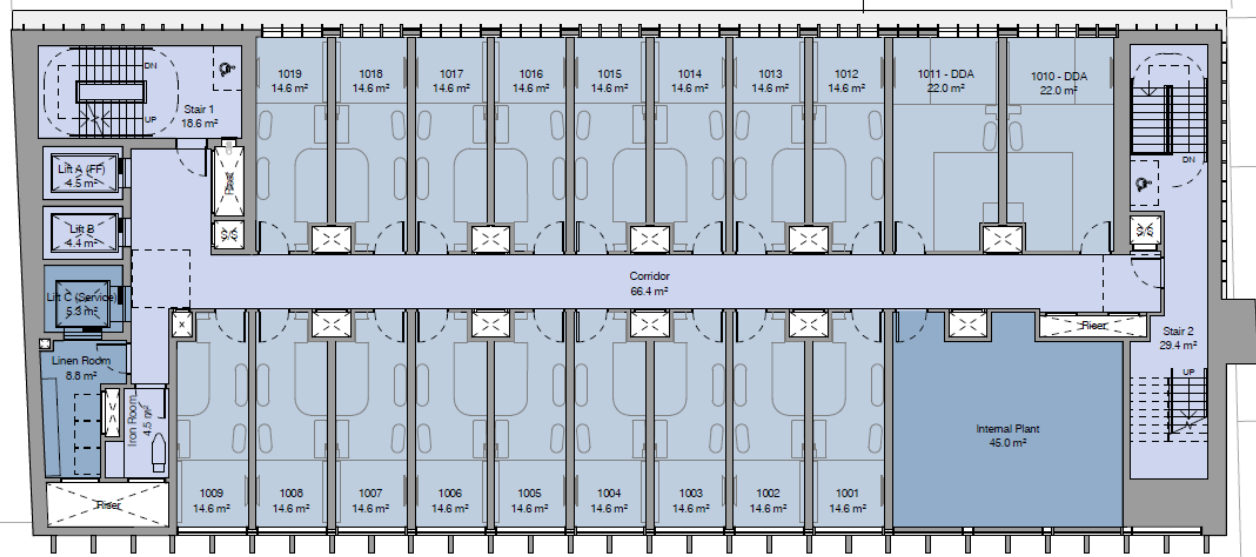 DN
Stair 1
18.6 m²
UP
1019
14.6 m²
1018
14.6 m²
1017
14.6 m²
1016
14.6 m²
1015
14.6 m²
1014
14.6 m²
1013
14.6 m²
1012
14.6 m²
1011 - DDA
22.0 m²
1010 - DDA
22.0 m²
DN
Lift A (FF)
4.5 m²
Riser
Lift B
4.4 m²
Lift C (Service)
5.3 m²
Corridor
66.4 m²
Riser
Stair 2
29.4 m²
UP
Linen Room
8.8 m²
Iron Room
4.5 m²
Internal Plant
45.0 m²
Riser
1009
14.6 m²
1008
14.6 m²
1007
14.6 m²
1006
14.6 m²
1005
14.6 m²
1004
14.6 m²
1003
14.6 m²
1002
14.6 m²
1001
14.6 m²